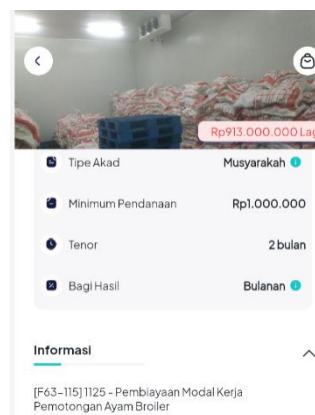 Rp913.000.000 Lag
Tipe Akad Musyarakah
Minimum Pendanaan Rp1.000.000
Tenor 2 bulan
Bagi Hasil Bulanan
Informasi
[F63-115] 1125 - Pembiayaan Modal Kerja
Pemotongan Ayam Broiler